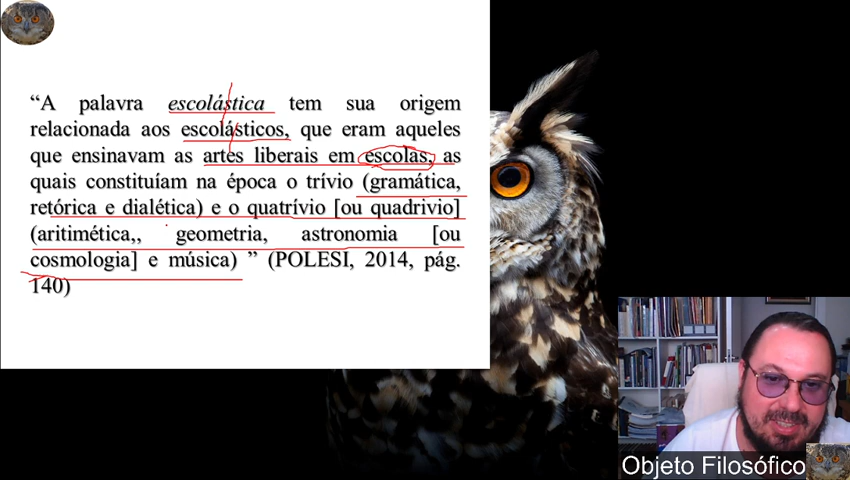 “A palavra escolástica tem sua origem
relacionada aos escolásticos, que eram aqueles
que ensinavam as artes liberais em escolas, as
quais constituíam na época o trívio (gramática,
retórica e dialética) e o quatrívio [ou quadrivio]
(aritimética,, geometria, astronomia [ou
cosmologia] e música) ” (POLESI, 2014, pág.
140)
Objeto Filosófico